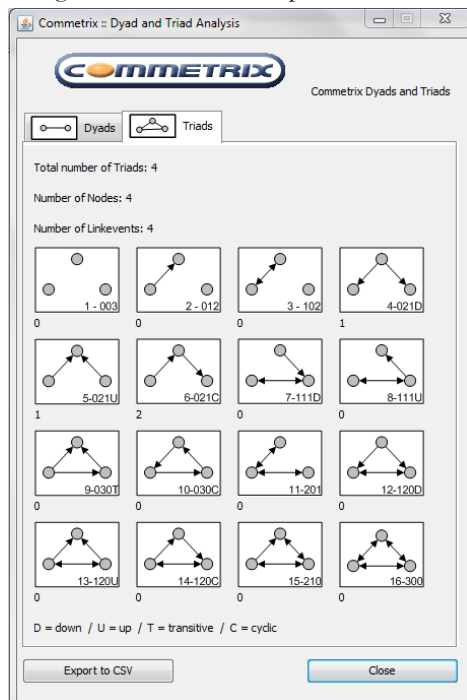 Commetrix :: Dyad and Triad Analysis
COMMETRIX
Commetrix Dyads and Triads
Dyads Triads
Total number of Triads: 4
Number of Nodes: 4
Number of Linkevents: 4
1 - 003 2 - 012 3 - 102 4-021D
0 0 0 1
5-021U 6-021C 7-111D 8-111U
1 2 0 0
9-030T 10-030C 11-201 12-120D
0 0 0 0
13-120U 14-120C 15-210 16-300
0 0 0 0
D = down / U = up / T = transitive / C = cyclic
Export to CSV Close